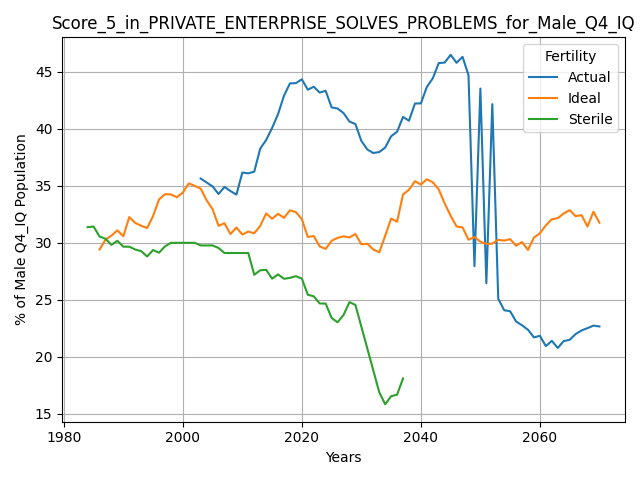 Score_5_in_PRIVATE_ENTERPRISE_SOLVES_PROBLEMS_for_Male_Q4_IQ
% of Male Q4_IQ Population
45
40
35
30
25
20
15
1980
2000
2020
2040
2060
Years
Fertility
Actual
Ideal
Sterile